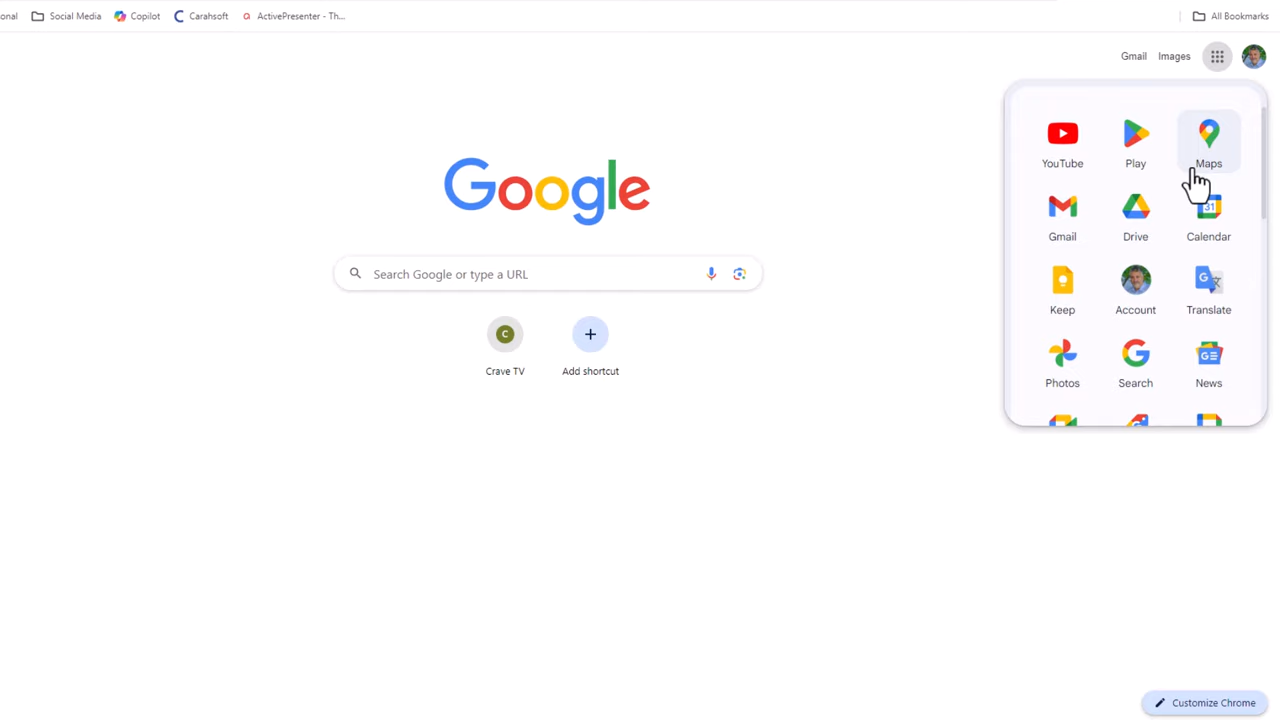 onal Social Media Copilot Carahsoft ActivePresenter - Th... All Bookmarks
Gmail Images
Google
Search Google or type a URL
C
Crave TV Add shortcut
YouTube Play Maps
31
Gmail Drive Calendar
Keep Account Translate
Photos Search News
Customize Chrome